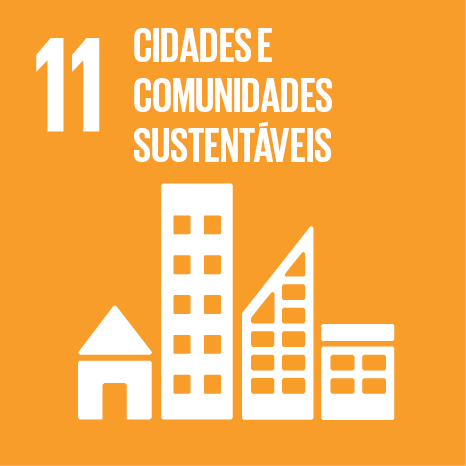 11
CIDADES E
COMUNIDADES
SUSTENTÁVEIS